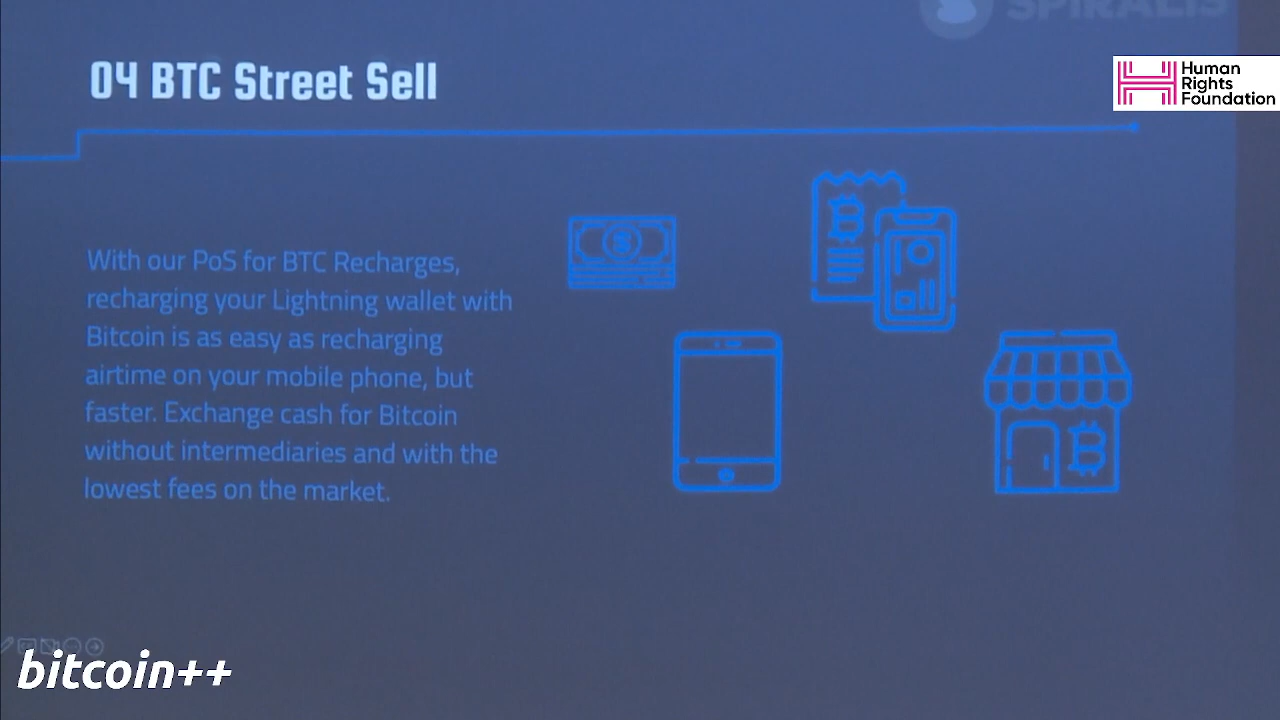 SPIRALIS
04 BTC Street Sell
Human
Rights
Foundation
With our PoS for BTC Recharges,
recharging your Lightning wallet with
Bitcoin is as easy as recharging
airtime on your mobile phone, but
faster. Exchange cash for Bitcoin
without intermediaries and with the
lowest fees on the market.
bitcoin++